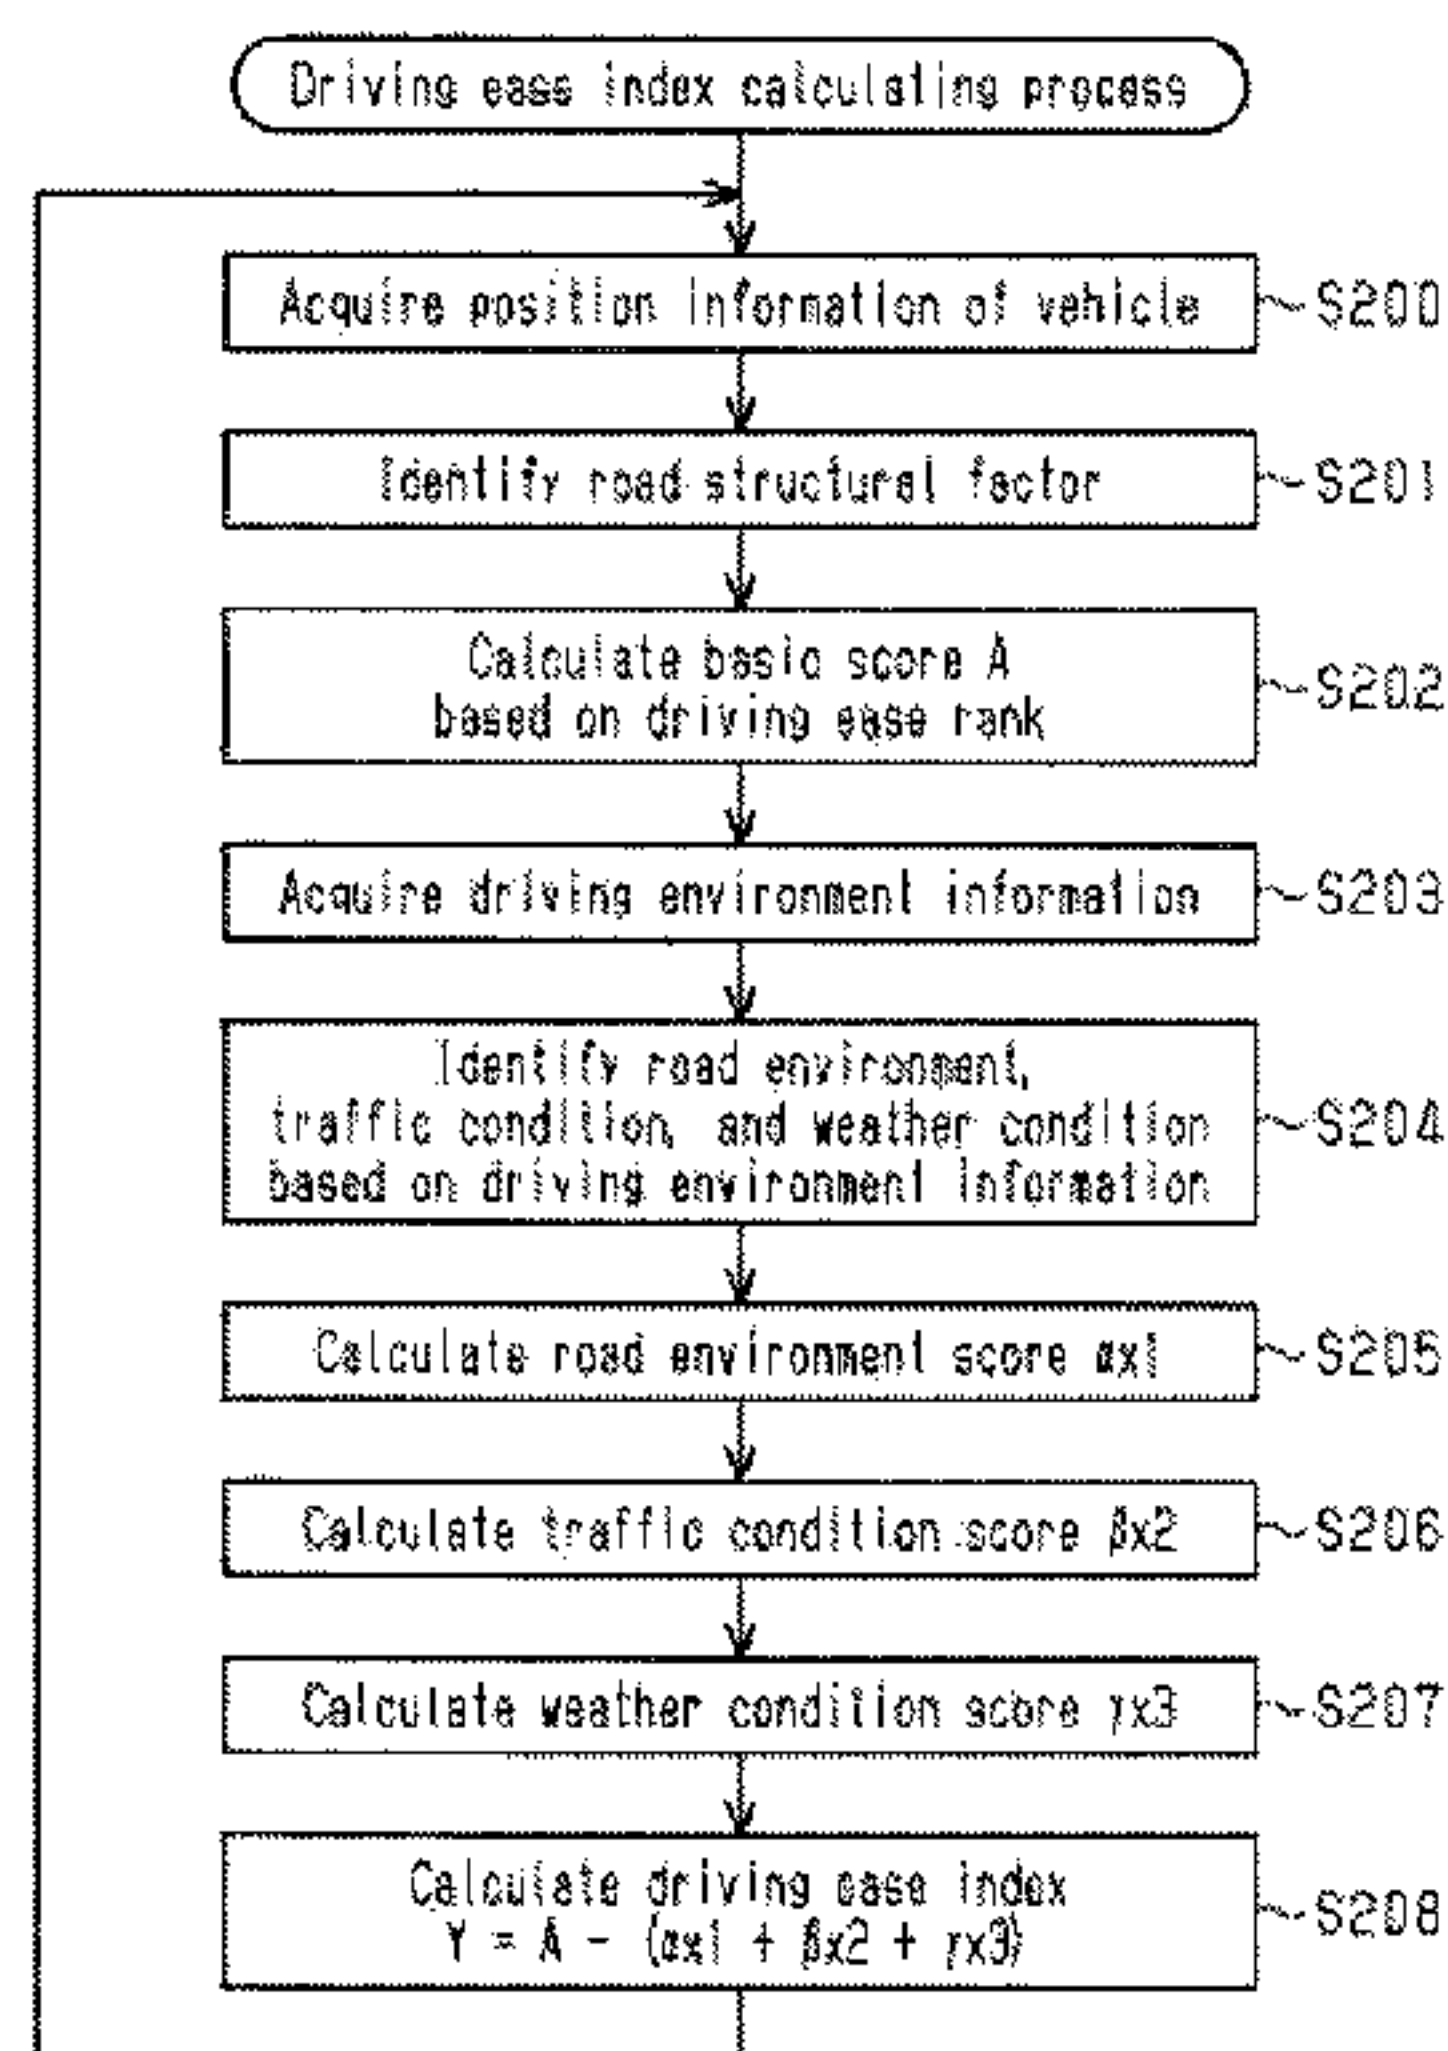 Driving ease index calculating process
Acquire position information of vehicle
S200
Identify road structural factor
S201
Calculate basic score A
based on driving ease rank
S202
Acquire driving environment information
S203
Identify road environment,
traffic condition, and weather condition
based on driving environment information
S204
Calculate road environment score αx1
S205
Calculate traffic condition score βx2
S206
Calculate weather condition score γx3
S207
Calculate driving ease index
Y = A - (αx1 + βx2 + γx3)
S208